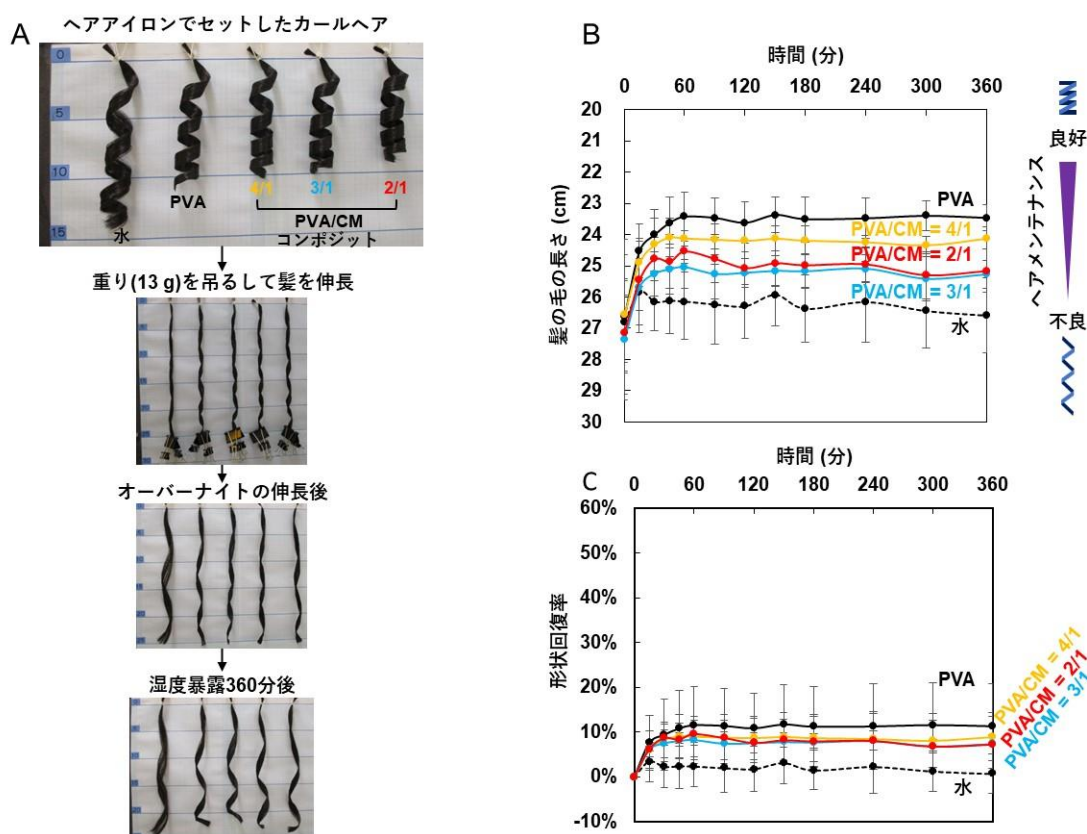 A
ヘアアイロンでセットしたカールヘア
0
5
10
15
水
PVA
4/1
3/1
2/1
PVA/CM
コンポジット
重り(13 g)を吊るして髪を伸長
オーバーナイトの伸長後
湿度暴露360分後
B
時間 (分)
0 60 120 180 240 300 360
20
21
22
23
24
25
26
27
28
29
30
髪の毛の長さ (cm)
PVA
PVA/CM = 4/1
PVA/CM = 2/1
PVA/CM = 3/1
水
良好
ヘアメンテナンス
不良
C
時間 (分)
0 60 120 180 240 300 360
60%
50%
40%
30%
20%
10%
0%
-10%
形状回復率
PVA
水
PVA/CM = 4/1
PVA/CM = 2/1
PVA/CM = 3/1